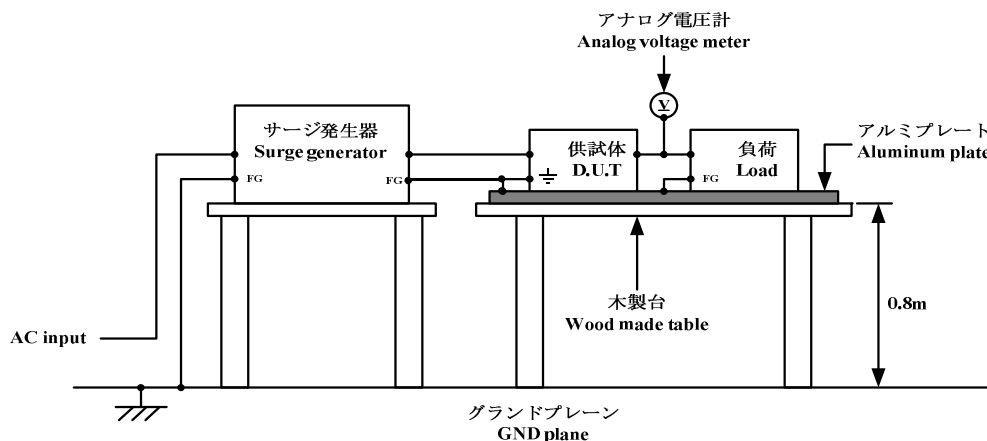 アナログ電圧計
Analog voltage meter
V
サージ発生器
Surge generator
FG
FG
供試体
D.U.T
負荷
Load
FG
アルミプレート
Aluminum plate
木製台
Wood made table
0.8m
AC input
グランドプレーン
GND plane